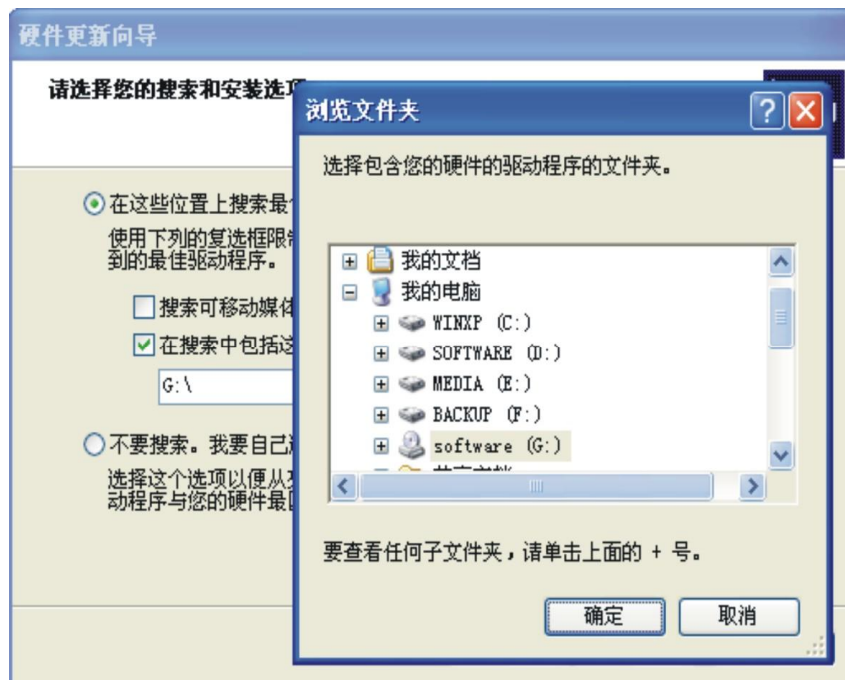 硬件更新向导
请选择您的搜索和安装选项
在这些位置上搜索最
使用下列的复选框限
到的最佳驱动程序。
搜索可移动媒体
在搜索中包括这
G:\
不要搜索。我要自己
选择这个选项以便从
动程序与您的硬件最
浏览文件夹
选择包含您的硬件的驱动程序的文件夹。
我的文档
我的电脑
WINXP (C:)
SOFTWARE (D:)
MEDIA (E:)
BACKUP (F:)
software (G:)
要查看任何子文件夹，请单击上面的 + 号。
确定
取消